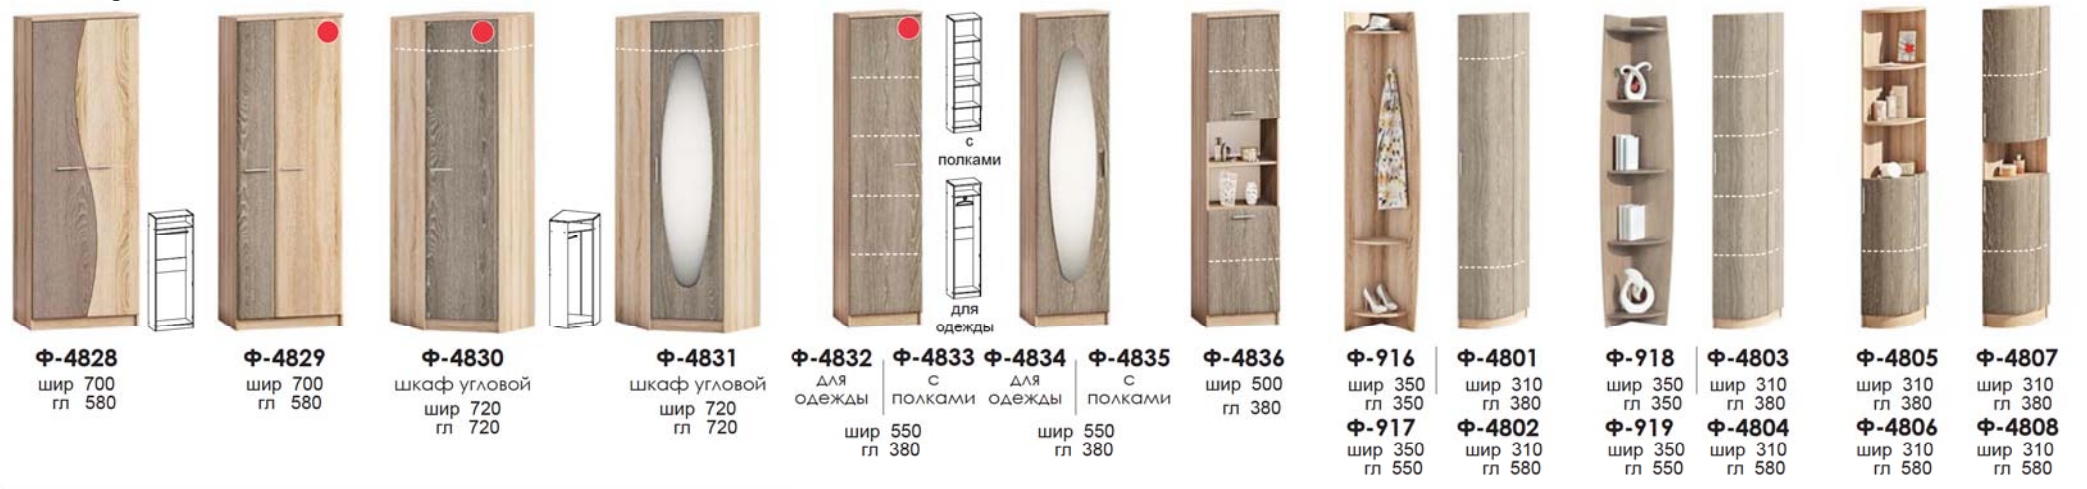 с
полками
для
одежды
Ф-4828
шир 700
гл 580
Ф-4829
шир 700
гл 580
Ф-4830
шкаф угловой
шир 720
гл 720
Ф-4831
шкаф угловой
шир 720
гл 720
Ф-4832
для
одежды
Ф-4833
с
полками
шир 550
гл 380
Ф-4834
для
одежды
Ф-4835
с
полками
шир 550
гл 380
Ф-4836
шир 500
гл 380
Ф-916
шир 350
гл 350
Ф-917
шир 350
гл 550
Ф-4801
шир 310
гл 380
Ф-4802
шир 310
гл 580
Ф-918
шир 350
гл 350
Ф-919
шир 350
гл 550
Ф-4803
шир 310
гл 380
Ф-4804
шир 310
гл 580
Ф-4805
шир 310
гл 380
Ф-4806
шир 310
гл 580
Ф-4807
шир 310
гл 380
Ф-4808
шир 310
гл 580